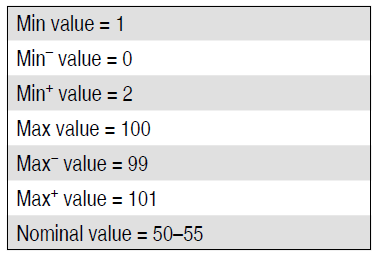 Min value = 1
Min⁻ value = 0
Min⁺ value = 2
Max value = 100
Max⁻ value = 99
Max⁺ value = 101
Nominal value = 50–55